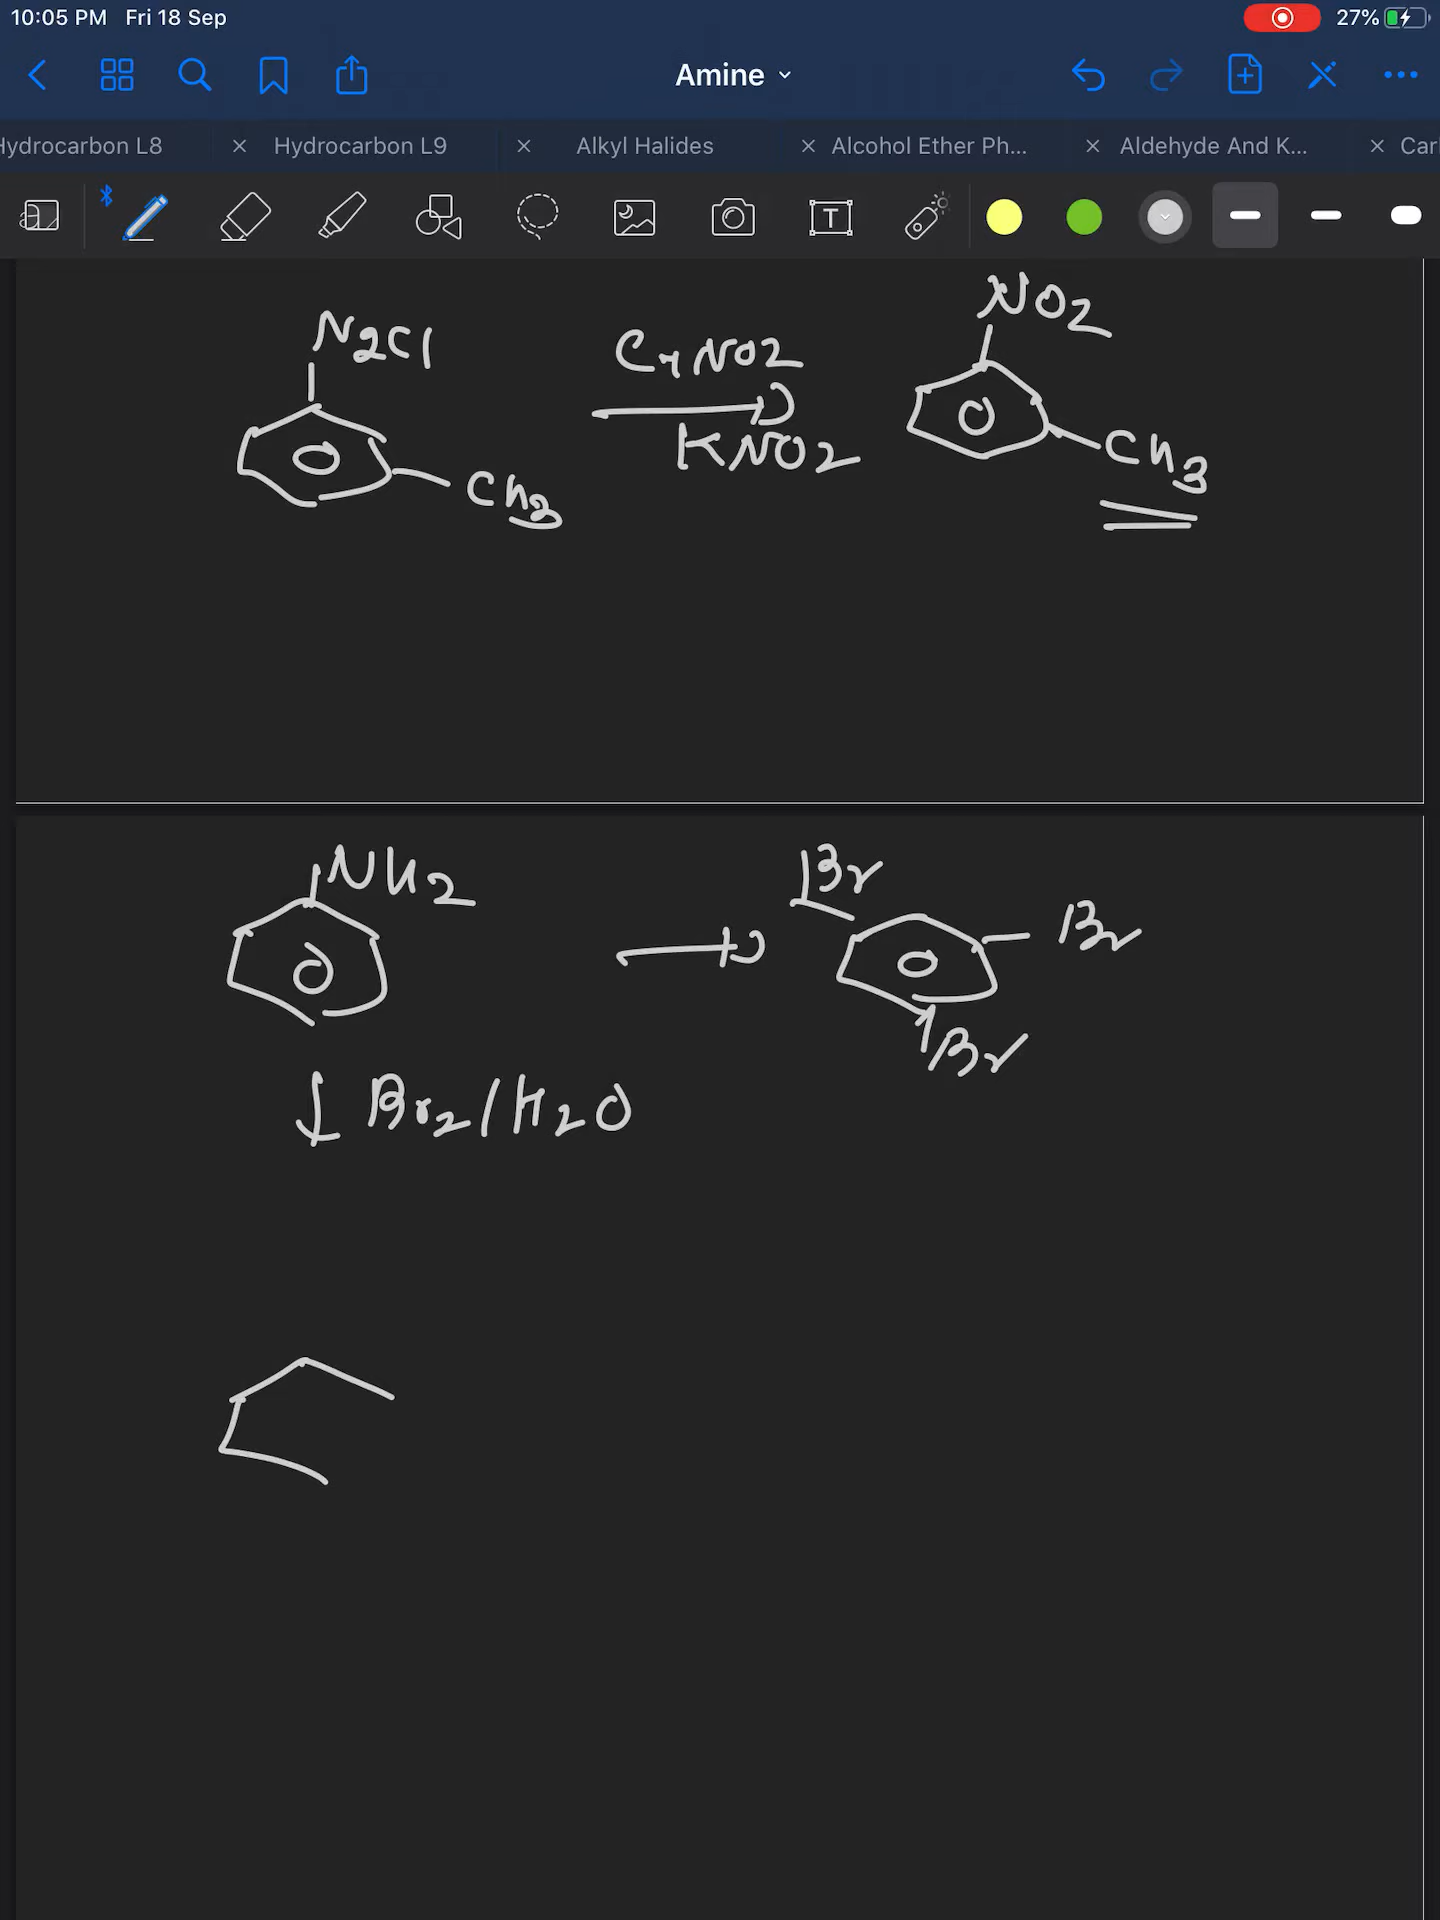 10:05 PM Fri 18 Sep 27%
Amine
Hydrocarbon L8 Hydrocarbon L9 Alkyl Halides Alcohol Ether Ph... Aldehyde And K... Car
T
N2Cl CH3
NO2 CH3
KNO2
NH2
Br Br Br
Br2/H2O